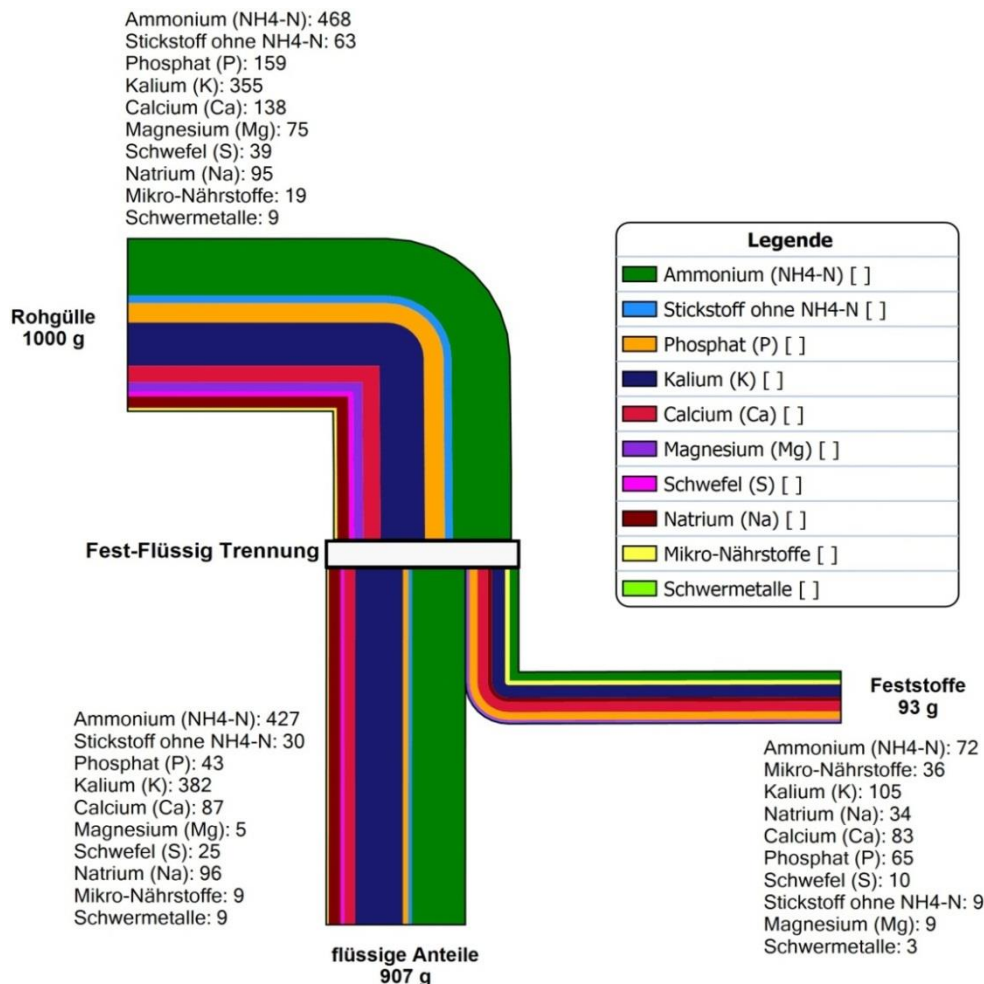 Ammonium (NH4-N): 468
Stickstoff ohne NH4-N: 63
Phosphat (P): 159
Kalium (K): 355
Calcium (Ca): 138
Magnesium (Mg): 75
Schwefel (S): 39
Natrium (Na): 95
Mikro-Nährstoffe: 19
Schwermetalle: 9
Rohgülle
1000 g
Legende
Ammonium (NH4-N) [ ]
Stickstoff ohne NH4-N [ ]
Phosphat (P) [ ]
Kalium (K) [ ]
Calcium (Ca) [ ]
Magnesium (Mg) [ ]
Schwefel (S) [ ]
Natrium (Na) [ ]
Mikro-Nährstoffe [ ]
Schwermetalle [ ]
Fest-Flüssig Trennung
Feststoffe
93 g
Ammonium (NH4-N): 72
Mikro-Nährstoffe: 36
Kalium (K): 105
Natrium (Na): 34
Calcium (Ca): 83
Phosphat (P): 65
Schwefel (S): 10
Stickstoff ohne NH4-N: 9
Magnesium (Mg): 9
Schwermetalle: 3
Ammonium (NH4-N): 427
Stickstoff ohne NH4-N: 30
Phosphat (P): 43
Kalium (K): 382
Calcium (Ca): 87
Magnesium (Mg): 5
Schwefel (S): 25
Natrium (Na): 96
Mikro-Nährstoffe: 9
Schwermetalle: 9
flüssige Anteile
907 g